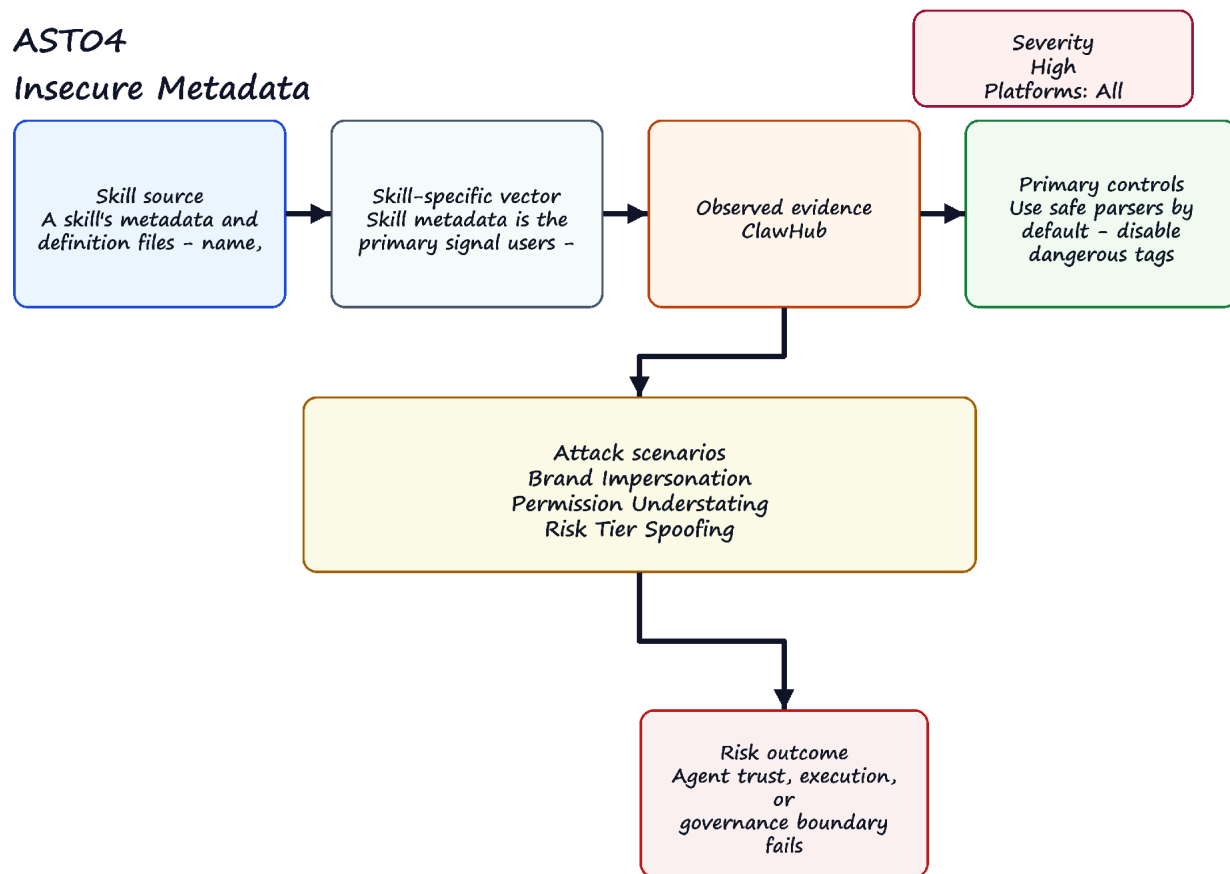 AST04
Insecure Metadata
Severity
High
Platforms: All
Skill source
A skill's metadata and
definition files - name,
Skill-specific vector
Skill metadata is the
primary signal users -
Observed evidence
ClawHub
Primary controls
Use safe parsers by
default - disable
dangerous tags
Attack scenarios
Brand Impersonation
Permission Understating
Risk Tier Spoofing
Risk outcome
Agent trust, execution,
or
governance boundary
fails